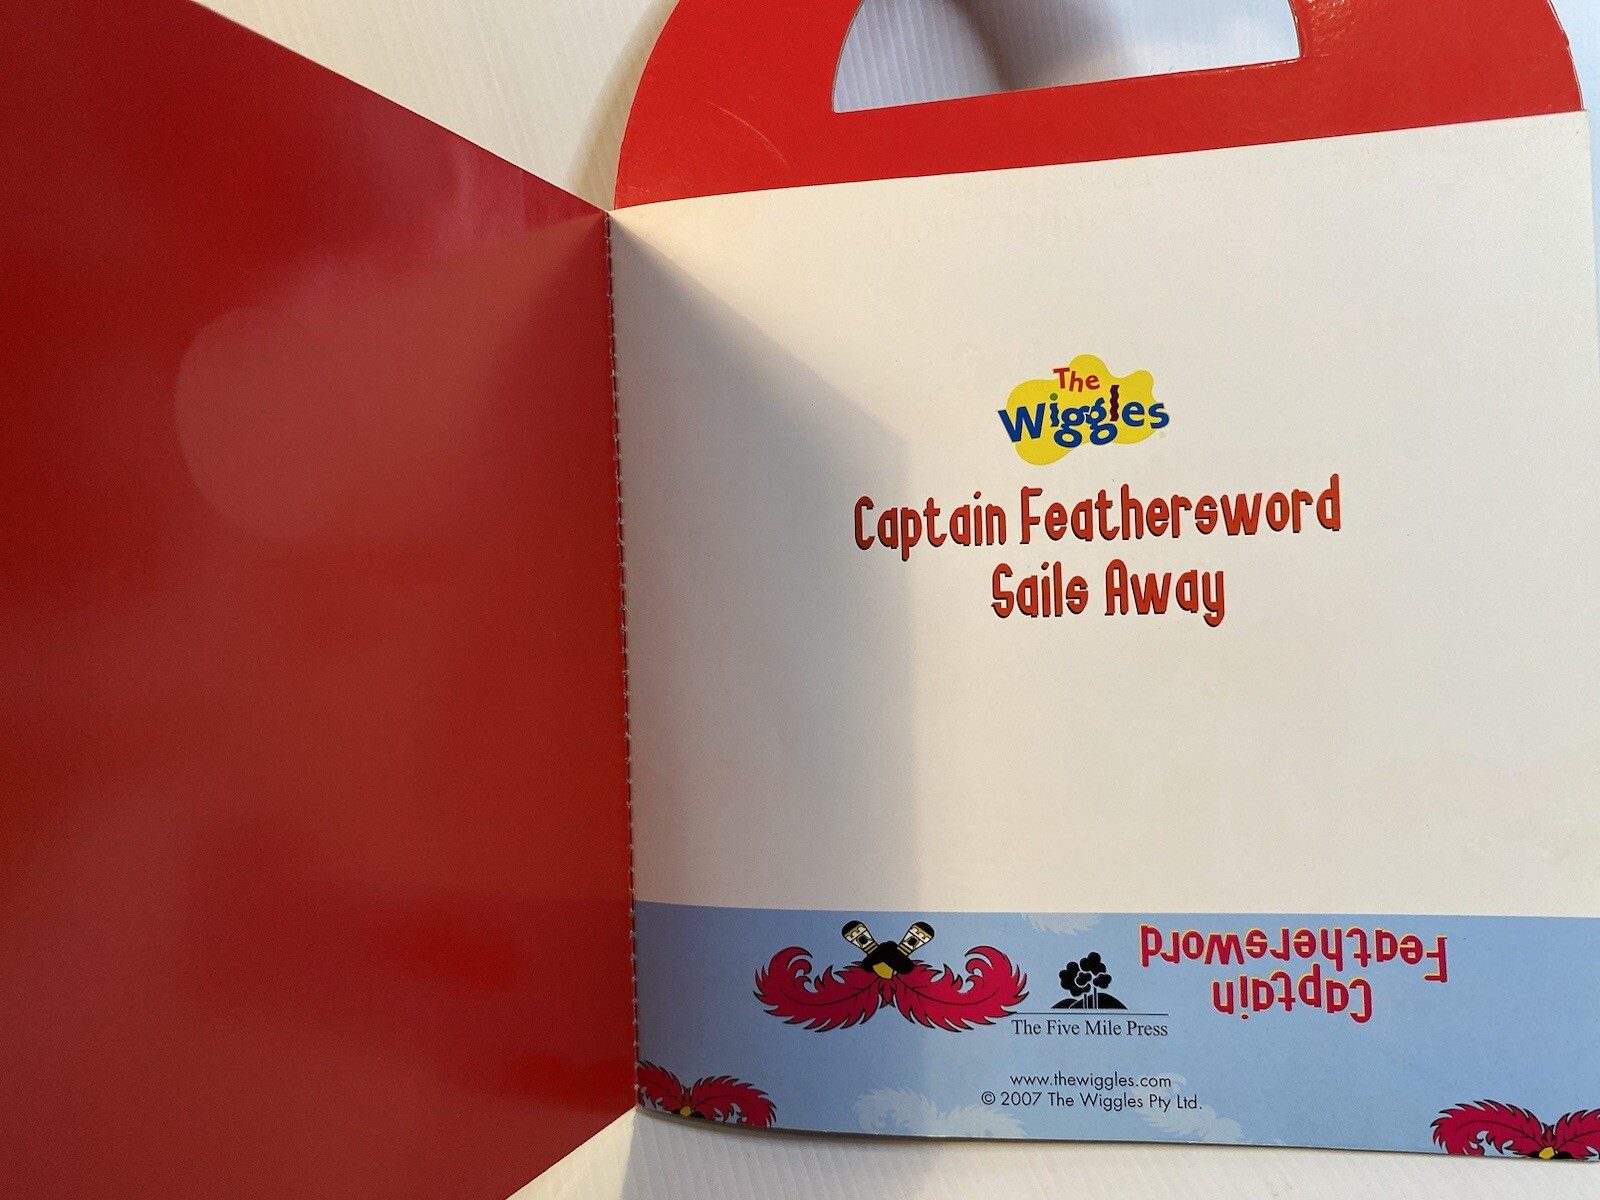 The
Wiggles
Captain Feathersword
Sails Away
Captain
Feathersword
The Five Mile Press
www.thewiggles.com
© 2007 The Wiggles Pty Ltd.